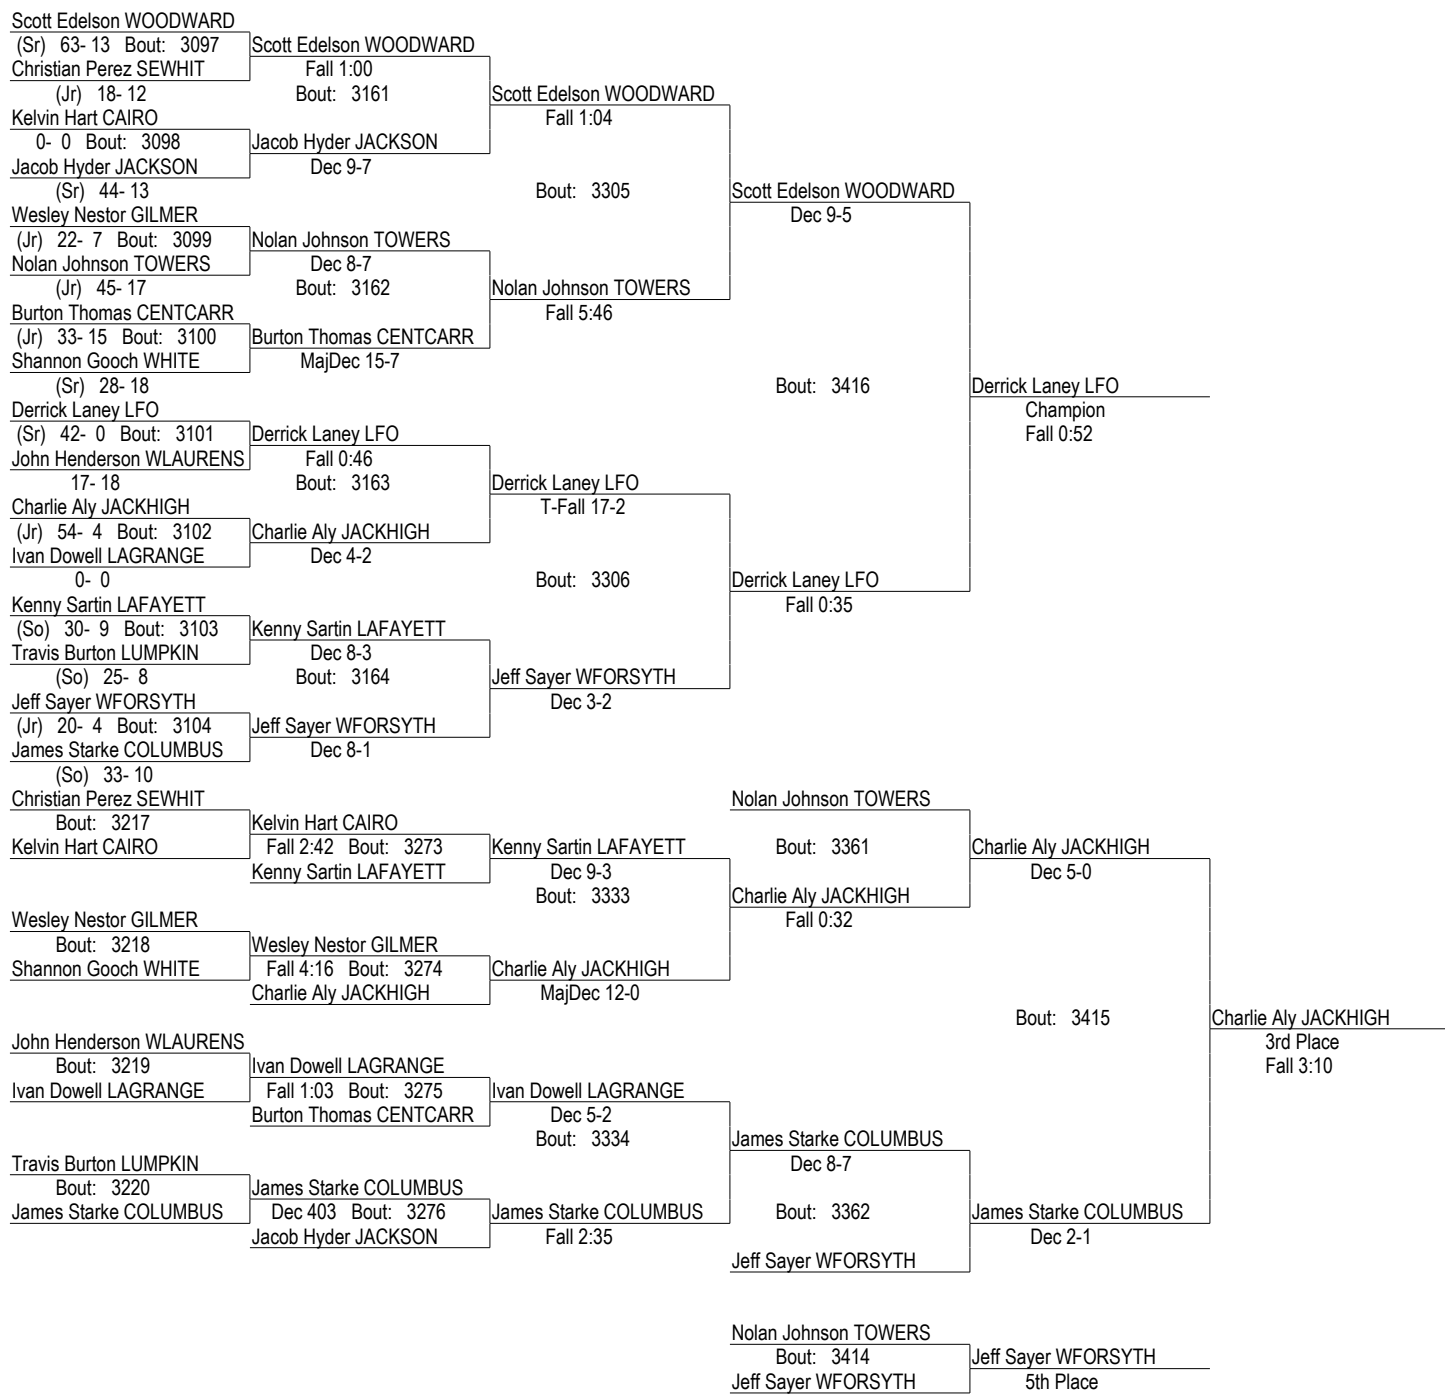 Scott Edelson WOODWARD
(Sr) 63- 13 Bout: 3097 Scott Edelson WOODWARD
Christian Perez SEWHIT Fall 1:00
(Jr) 18- 12 Bout: 3161 Scott Edelson WOODWARD
Kelvin Hart CAIRO Fall 1:04
0- 0 Bout: 3098 Jacob Hyder JACKSON
Jacob Hyder JACKSON Dec 9-7
(Sr) 44- 13 Bout: 3305 Scott Edelson WOODWARD
Wesley Nestor GILMER Dec 9-5
(Jr) 22- 7 Bout: 3099 Nolan Johnson TOWERS
Nolan Johnson TOWERS Dec 8-7
(Jr) 45- 17 Bout: 3162 Nolan Johnson TOWERS
Burton Thomas CENTCARR Fall 5:46
(Jr) 33- 15 Bout: 3100 Burton Thomas CENTCARR
Shannon Gooch WHITE MajDec 15-7
(Sr) 28- 18 Bout: 3416 Derrick Laney LFO
Derrick Laney LFO Champion
(Sr) 42- 0 Bout: 3101 Derrick Laney LFO Fall 0:52
John Henderson WLAURENS Fall 0:46
17- 18 Bout: 3163 Derrick Laney LFO
Charlie Aly JACKHIGH T-Fall 17-2
(Jr) 54- 4 Bout: 3102 Charlie Aly JACKHIGH
Ivan Dowell LAGRANGE Dec 4-2
0- 0 Bout: 3306 Derrick Laney LFO
Kenny Sartin LAFAYETT Fall 0:35
(So) 30- 9 Bout: 3103 Kenny Sartin LAFAYETT
Travis Burton LUMPKIN Dec 8-3
(So) 25- 8 Bout: 3164 Jeff Sayer WFORSYTH
Jeff Sayer WFORSYTH Dec 3-2
(Jr) 20- 4 Bout: 3104 Jeff Sayer WFORSYTH
James Starke COLUMBUS Dec 8-1
(So) 33- 10
Christian Perez SEWHIT Nolan Johnson TOWERS
Bout: 3217 Kelvin Hart CAIRO
Kelvin Hart CAIRO Fall 2:42 Bout: 3273 Kenny Sartin LAFAYETT Bout: 3361 Charlie Aly JACKHIGH
Kenny Sartin LAFAYETT Dec 9-3 Dec 5-0
Bout: 3333 Charlie Aly JACKHIGH
Wesley Nestor GILMER Fall 0:32
Bout: 3218 Wesley Nestor GILMER
Shannon Gooch WHITE Fall 4:16 Bout: 3274 Charlie Aly JACKHIGH
Charlie Aly JACKHIGH MajDec 12-0
Bout: 3415 Charlie Aly JACKHIGH
John Henderson WLAURENS 3rd Place
Bout: 3219 Ivan Dowell LAGRANGE Fall 3:10
Ivan Dowell LAGRANGE Fall 1:03 Bout: 3275 Ivan Dowell LAGRANGE
Burton Thomas CENTCARR Dec 5-2
Bout: 3334 James Starke COLUMBUS
Travis Burton LUMPKIN Dec 8-7
Bout: 3220 James Starke COLUMBUS
James Starke COLUMBUS Dec 403 Bout: 3276 James Starke COLUMBUS Bout: 3362 James Starke COLUMBUS
Jacob Hyder JACKSON Fall 2:35 Dec 2-1
Jeff Sayer WFORSYTH
Nolan Johnson TOWERS
Bout: 3414 Jeff Sayer WFORSYTH
Jeff Sayer WFORSYTH 5th Place